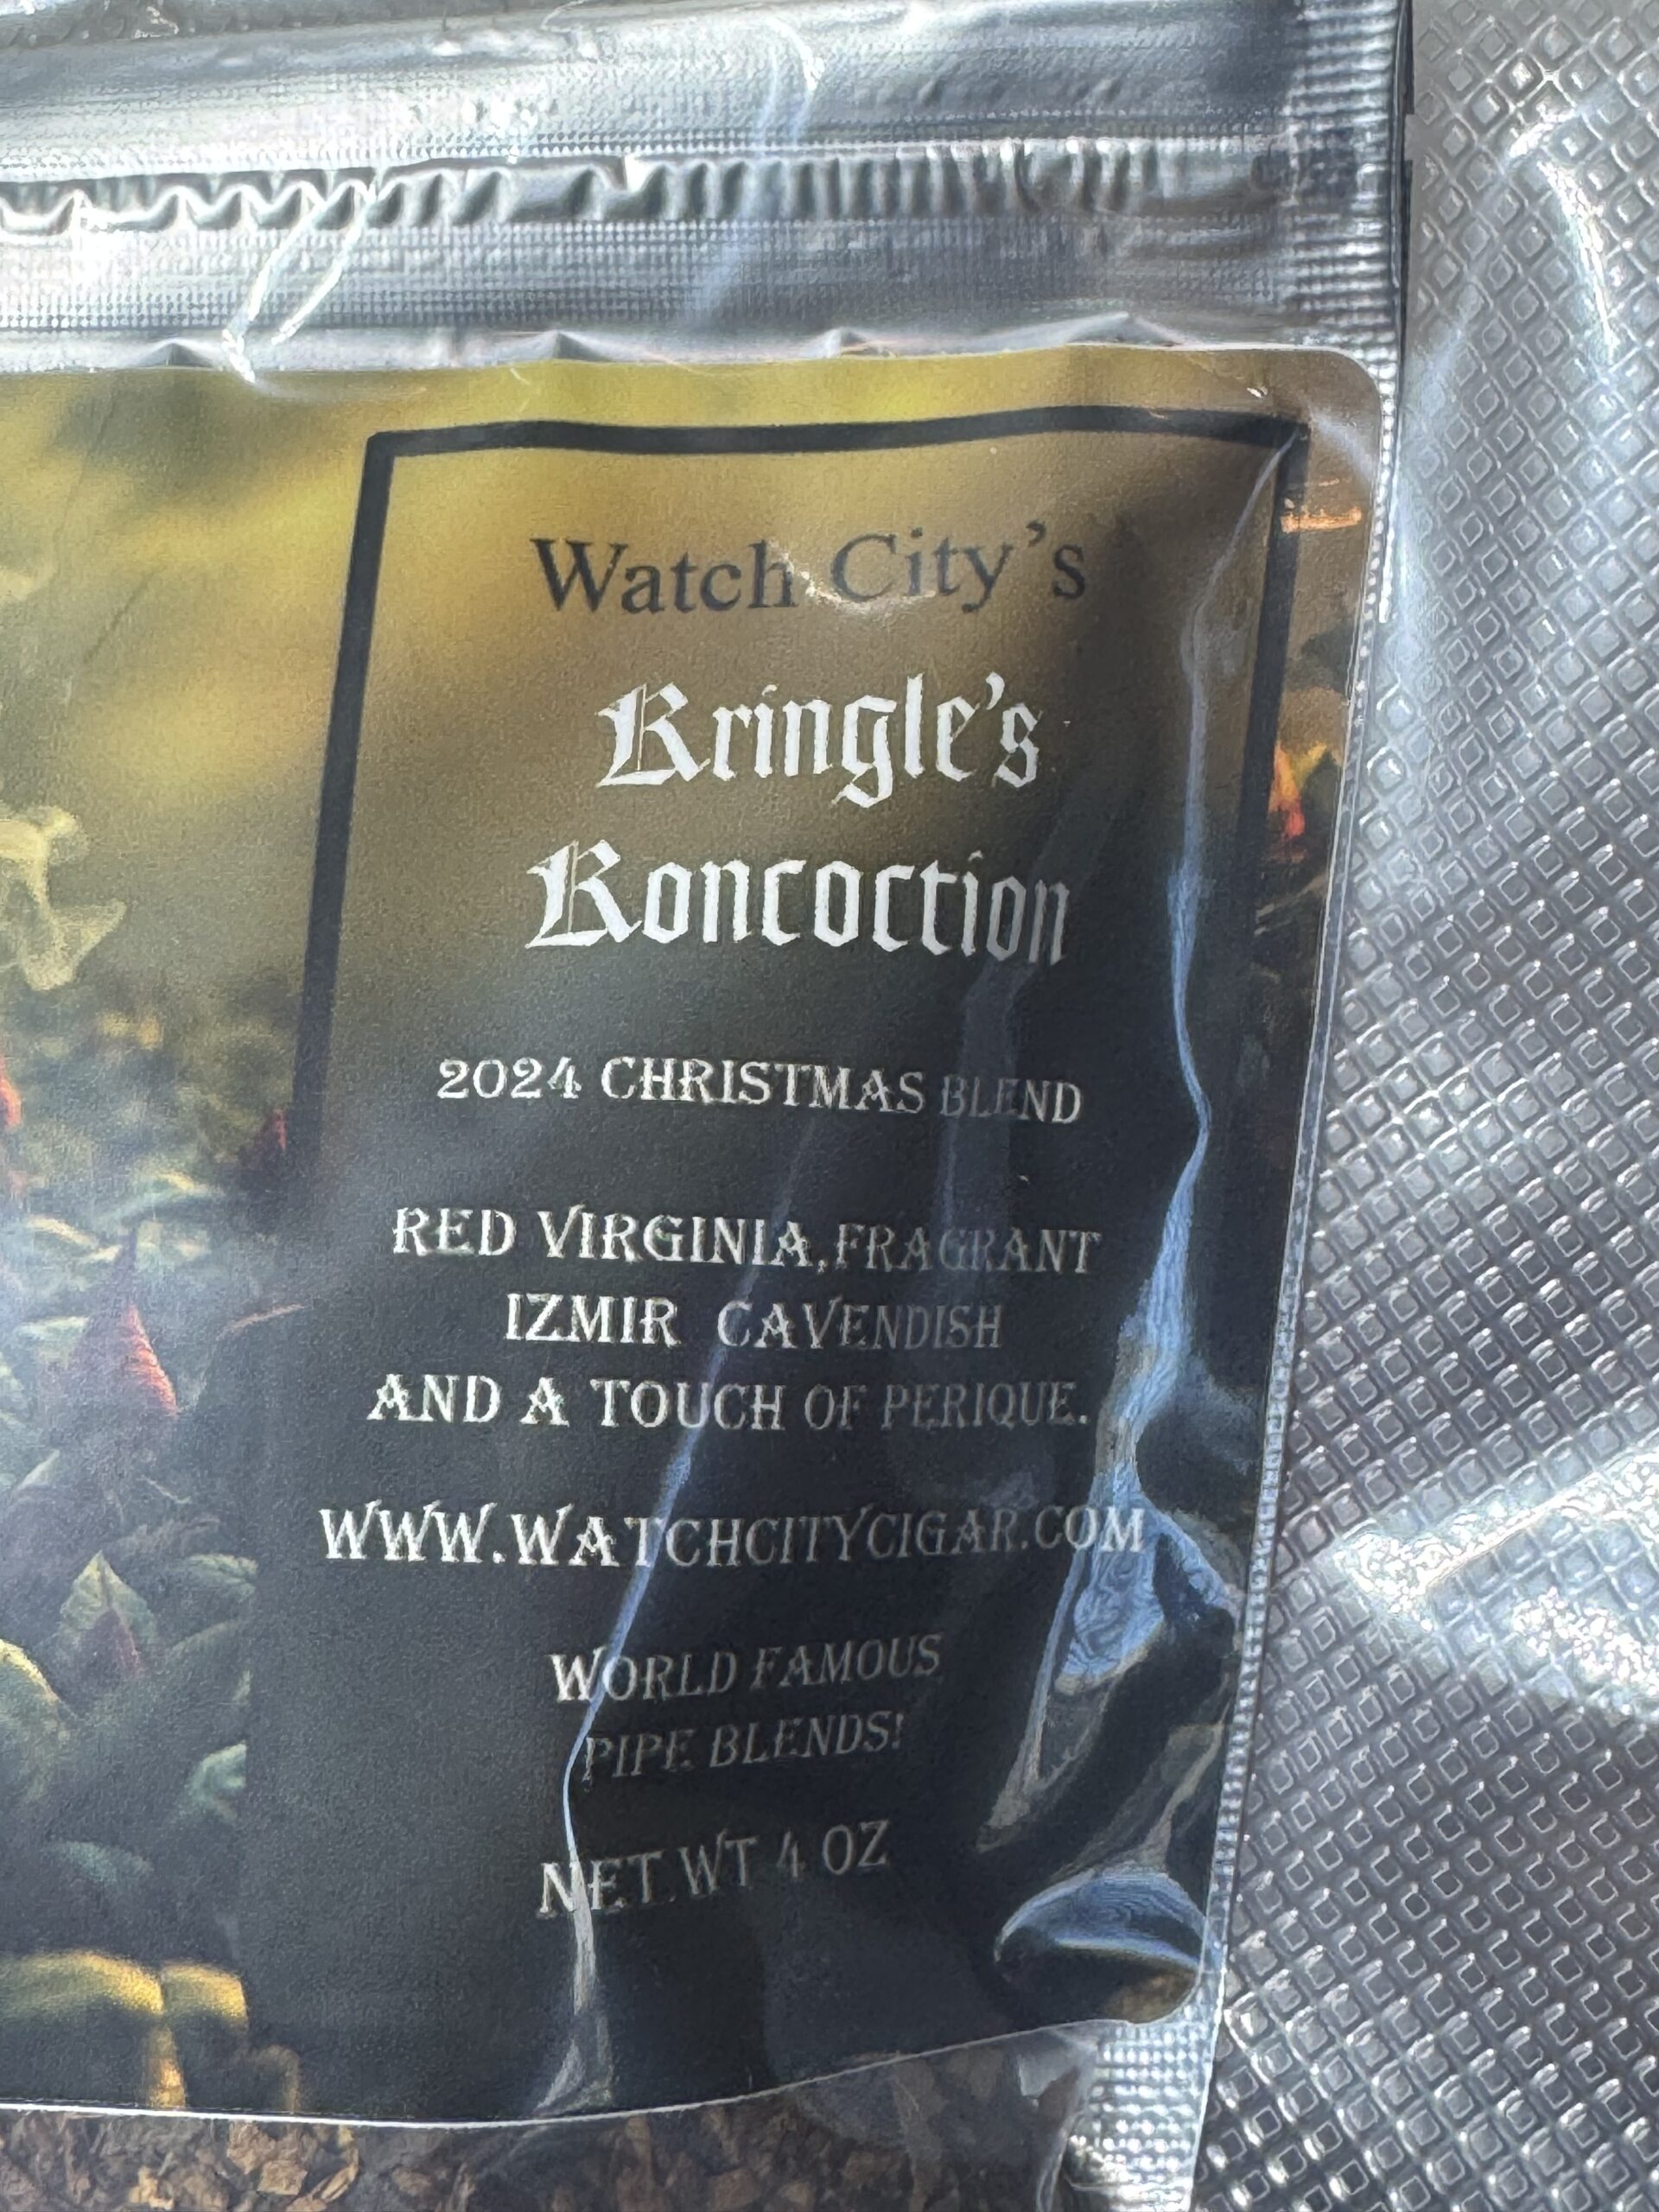 Watch City's
Kringle's
Koncoction
2024 CHRISTMAS BLEND
RED VIRGINIA, FRAGRANT
IZMIR CAVENDISH
AND A TOUCH OF PERIQUE.
WWW.WATCHCITYCIGAR.COM
WORLD FAMOUS
PIPE BLENDS!
NET WT 4 OZ